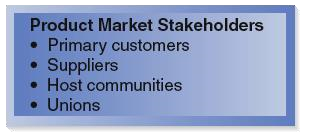 Product Market Stakeholders
• Primary customers
• Suppliers
• Host communities
• Unions